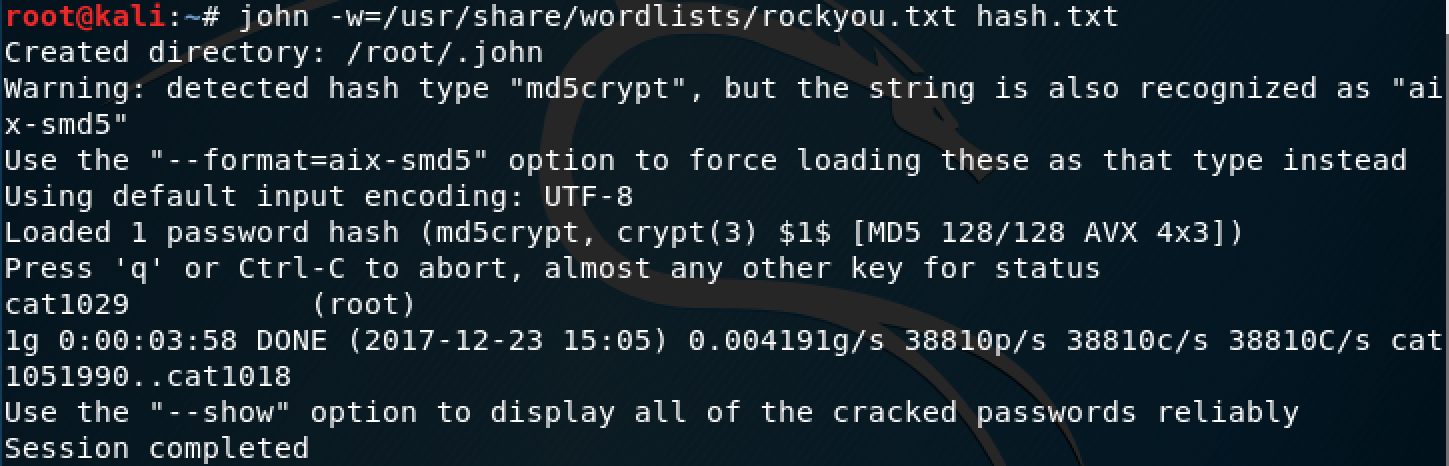 root@kali:~# john -w=/usr/share/wordlists/rockyou.txt hash.txt
Created directory: /root/.john
Warning: detected hash type "md5crypt", but the string is also recognized as "ai
x-smd5"
Use the "--format=aix-smd5" option to force loading these as that type instead
Using default input encoding: UTF-8
Loaded 1 password hash (md5crypt, crypt(3) $1$ [MD5 128/128 AVX 4x3])
Press 'q' or Ctrl-C to abort, almost any other key for status
cat1029          (root)
1g 0:00:03:58 DONE (2017-12-23 15:05) 0.004191g/s 38810p/s 38810c/s 38810C/s cat
1051990..cat1018
Use the "--show" option to display all of the cracked passwords reliably
Session completed